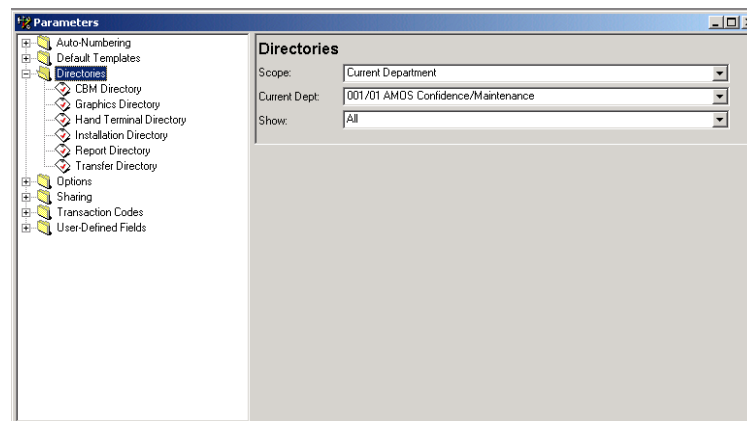 Parameters
Auto-Numbering
Default Templates
Directories
CBM Directory
Graphics Directory
Hand Terminal Directory
Installation Directory
Report Directory
Transfer Directory
Options
Sharing
Transaction Codes
User-Defined Fields
Directories
Scope: Current Department
Current Dept: 001/01 AMOS Confidence/Maintenance
Show: All